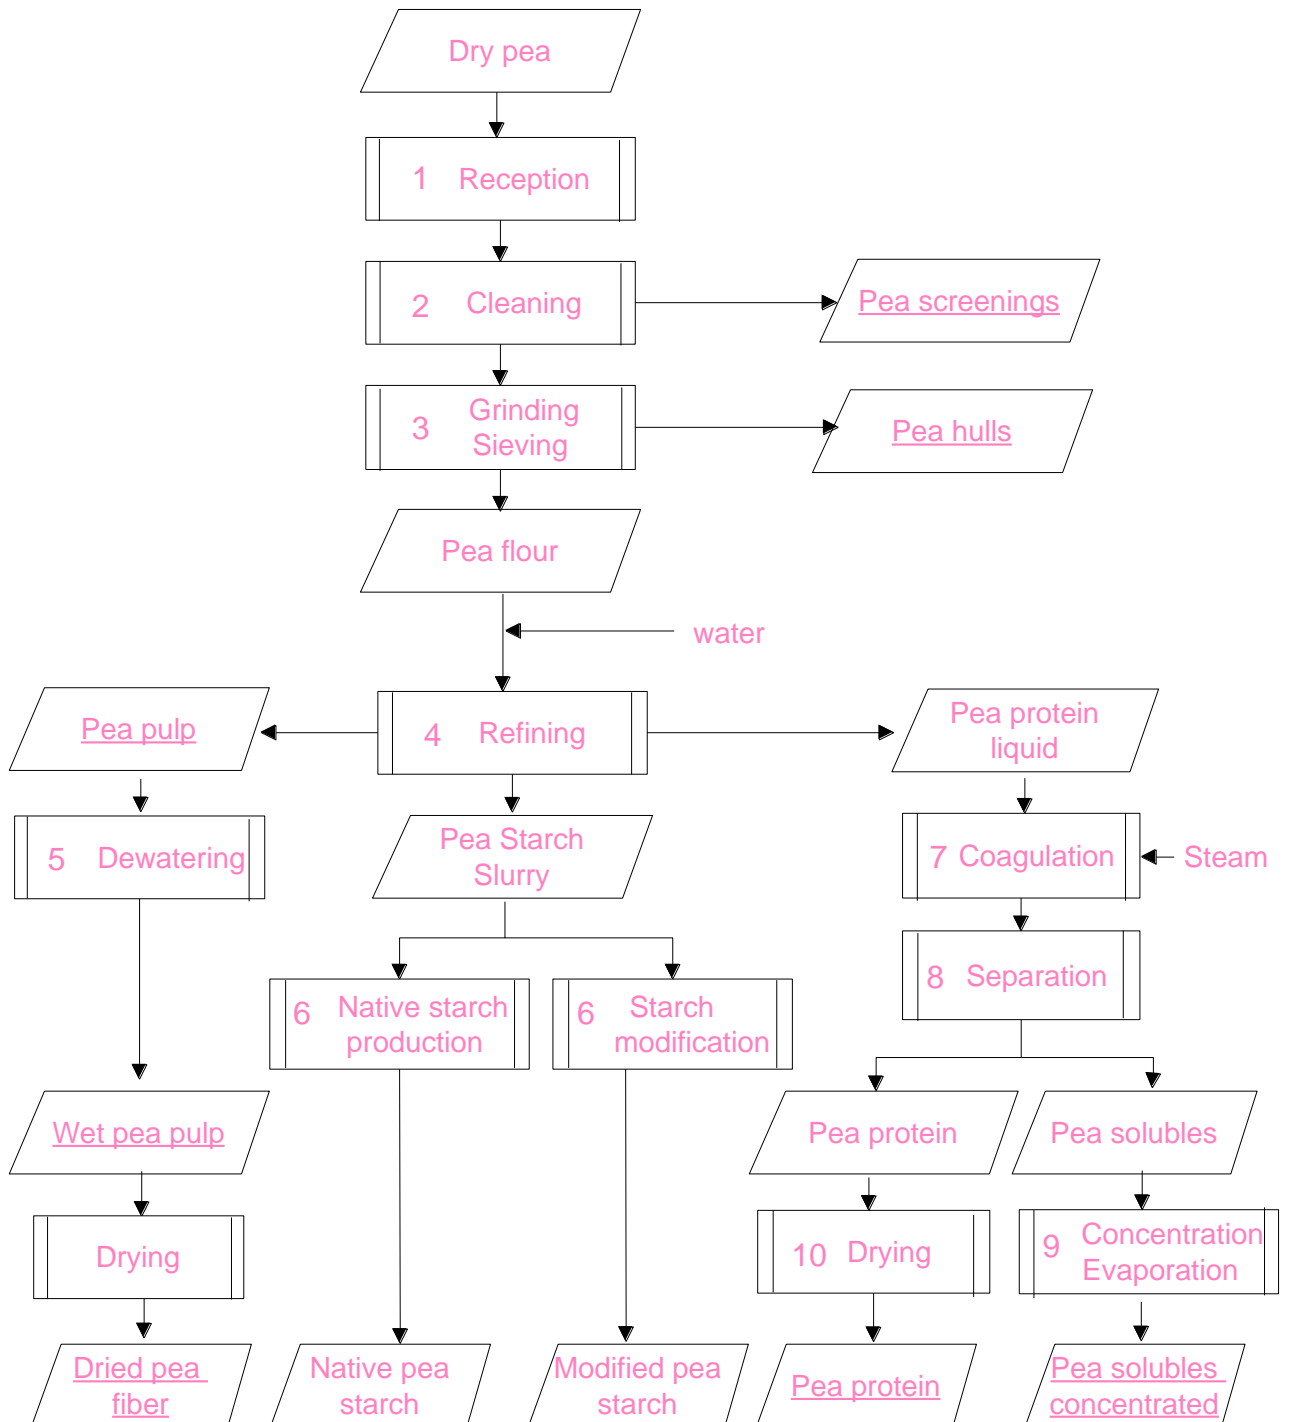 Dry pea
1 Reception
2 Cleaning
Pea screenings
3 Grinding
Sieving
Pea hulls
Pea flour
water
Pea pulp
4 Refining
Pea protein
liquid
5 Dewatering
Pea Starch
Slurry
7 Coagulation
Steam
8 Separation
6 Native starch
production
6 Starch
modification
Wet pea pulp
Pea protein
Pea solubles
Drying
10 Drying
9 Concentration
Evaporation
Dried pea
fiber
Native pea
starch
Modified pea
starch
Pea protein
Pea solubles
concentrated